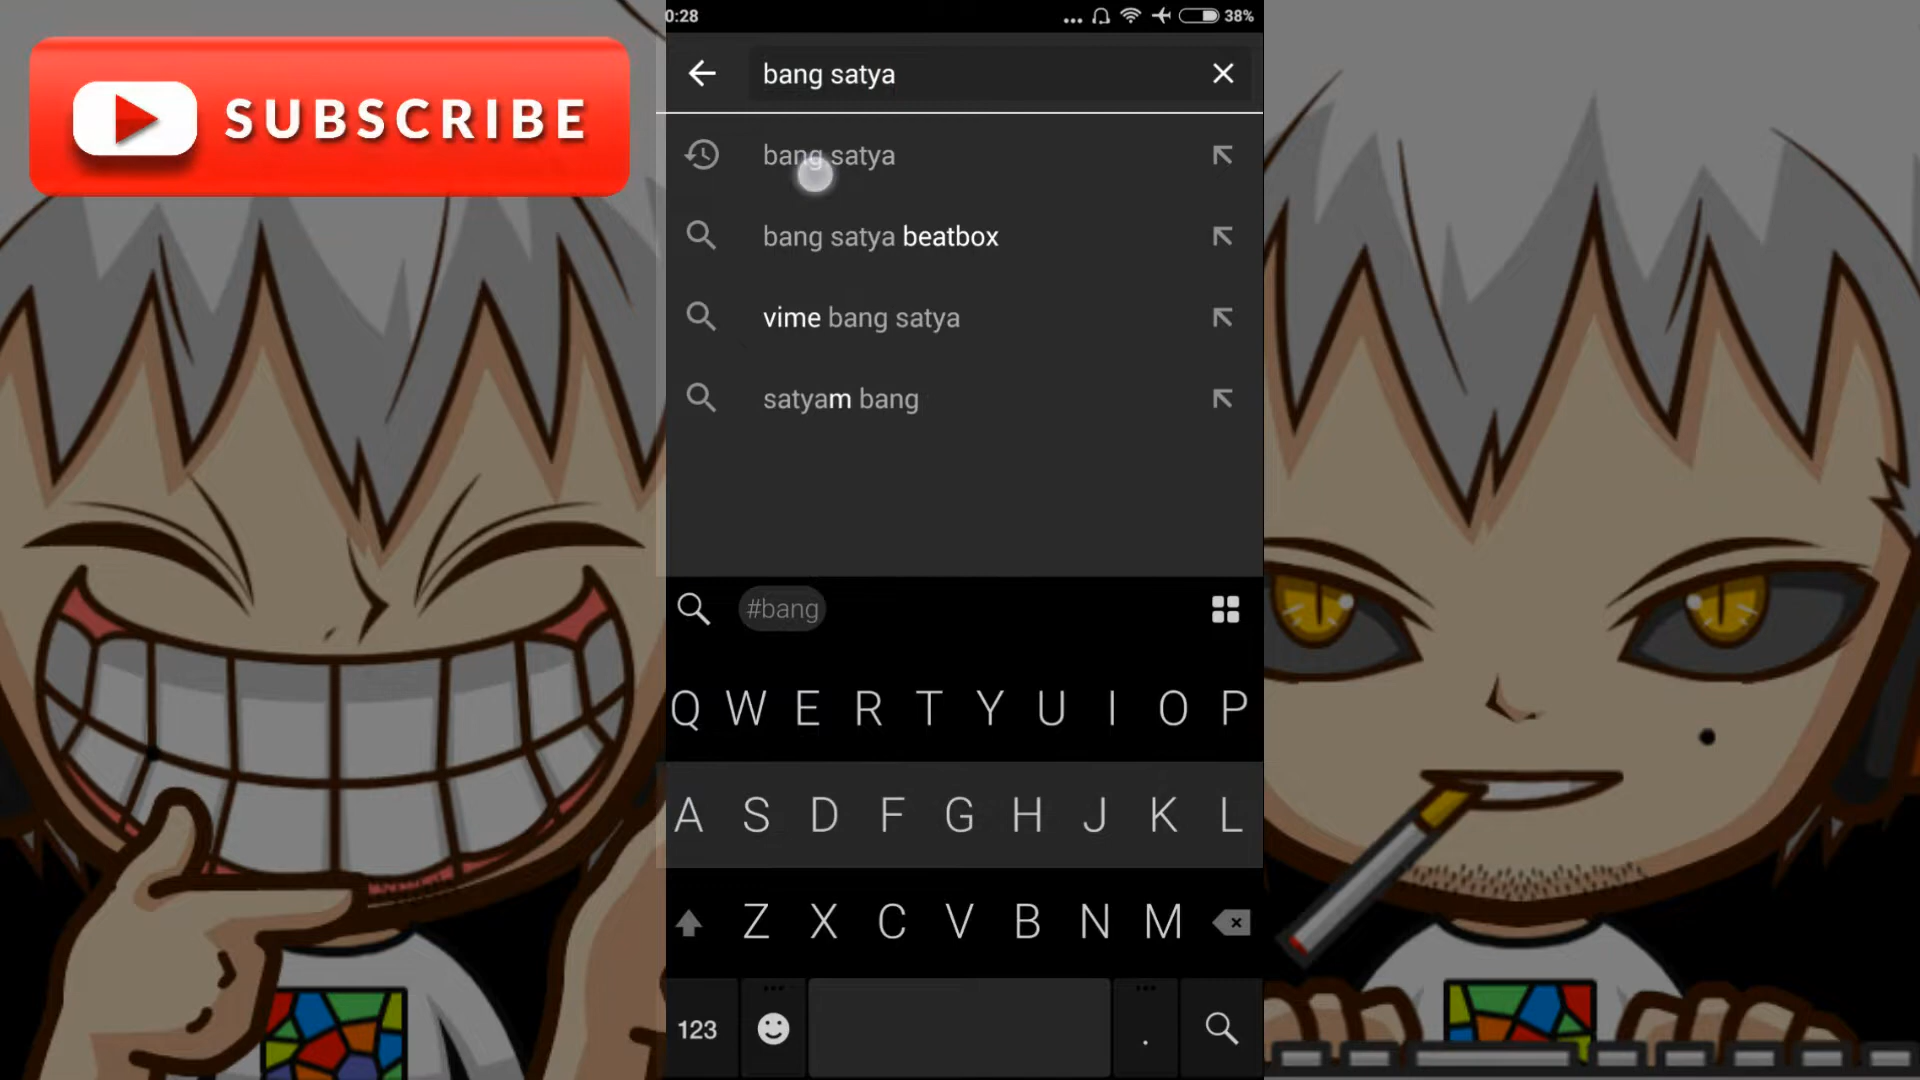 SUBSCRIBE
0:28
38%
bang satya
bang satya
bang satya beatbox
vime bang satya
satyam bang
#bang
Q W E R T Y U I O P
A S D F G H J K L
Z X C V B N M
123 .